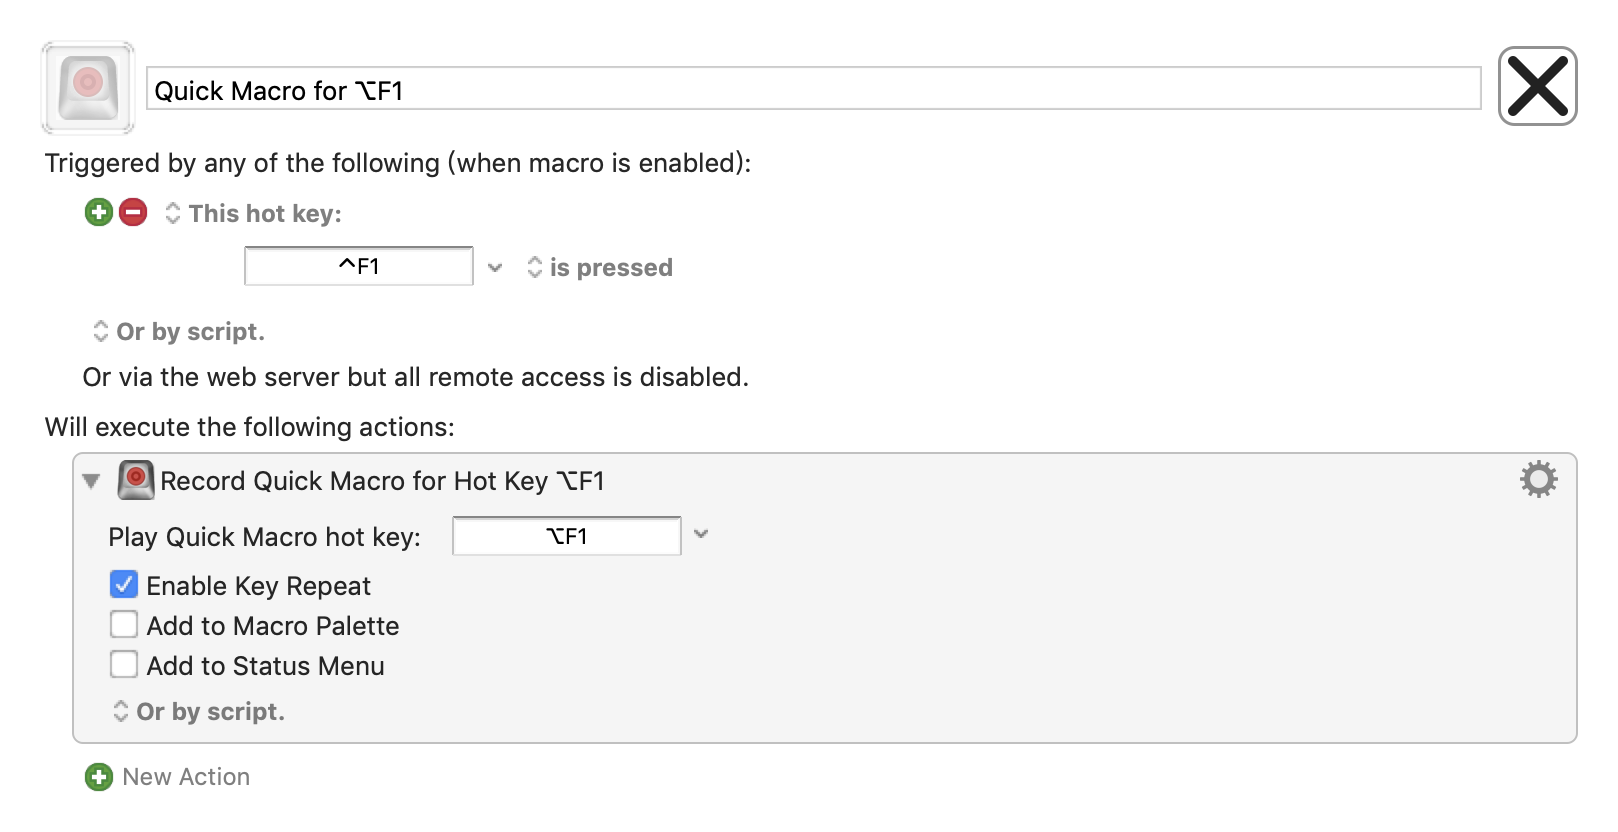 Quick Macro for ⌥F1
Triggered by any of the following (when macro is enabled):
This hot key:
^F1 is pressed
Or by script.
Or via the web server but all remote access is disabled.
Will execute the following actions:
Record Quick Macro for Hot Key ⌥F1
Play Quick Macro hot key: ⌥F1
Enable Key Repeat
Add to Macro Palette
Add to Status Menu
Or by script.
New Action